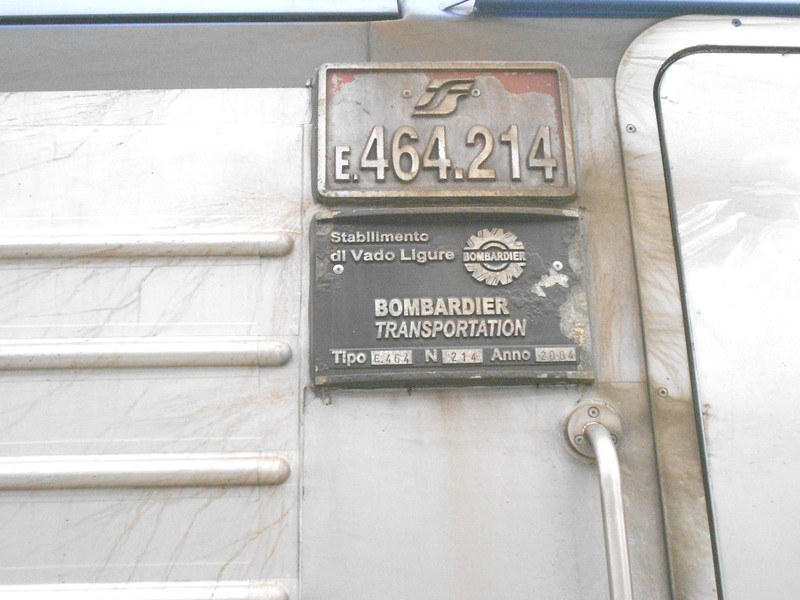 E.464.214
Stabilimento
di Vado Ligure
BOMBARDIER
BOMBARDIER
TRANSPORTATION
Tipo E.464 N 214 Anno 2004